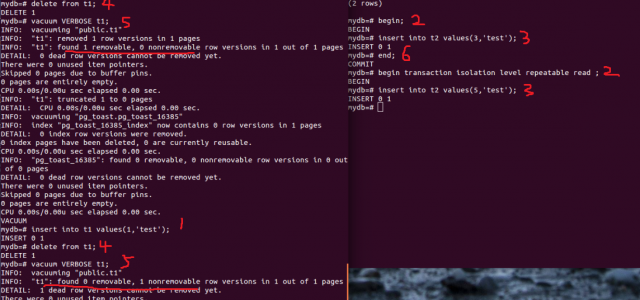 mydb=# delete from t1; 4
DELETE 1
mydb=# vacuum VERBOSE t1; 5
INFO:  vacuuming "public.t1"
INFO:  "t1": removed 1 row versions in 1 pages
INFO:  "t1": found 1 removable, 0 nonremovable row versions in 1 out of 1 pages
DETAIL:  0 dead row versions cannot be removed yet.
There were 0 unused item pointers.
Skipped 0 pages due to buffer pins.
0 pages are entirely empty.
CPU 0.00s/0.00u sec elapsed 0.00 sec.
INFO:  "t1": truncated 1 to 0 pages
DETAIL:  CPU 0.00s/0.00u sec elapsed 0.00 sec.
INFO:  vacuuming "pg_toast.pg_toast_16385"
INFO:  index "pg_toast_16385_index" now contains 0 row versions in 1 pages
DETAIL:  0 index row versions were removed.
0 index pages have been deleted, 0 are currently reusable.
CPU 0.00s/0.00u sec elapsed 0.00 sec.
INFO:  "pg_toast_16385": found 0 removable, 0 nonremovable row versions in 0 out
of 0 pages
DETAIL:  0 dead row versions cannot be removed yet.
There were 0 unused item pointers.
Skipped 0 pages due to buffer pins.
0 pages are entirely empty.
CPU 0.00s/0.00u sec elapsed 0.00 sec.
VACUUM
mydb=# insert into t1 values(1,'test'); 1
INSERT 0 1
mydb=# delete from t1; 4
DELETE 1
mydb=# vacuum VERBOSE t1; 5
INFO:  vacuuming "public.t1"
INFO:  "t1": found 0 removable, 1 nonremovable row versions in 1 out of 1 pages
DETAIL:  1 dead row versions cannot be removed yet.
There were 0 unused item pointers.
(2 rows)
mydb=# begin; 2
BEGIN
mydb=# insert into t2 values(3,'test'); 3
INSERT 0 1
mydb=# end; 6
COMMIT
mydb=# begin transaction isolation level repeatable read ; 2
BEGIN
mydb=# insert into t2 values(5,'test'); 3
INSERT 0 1
mydb=#